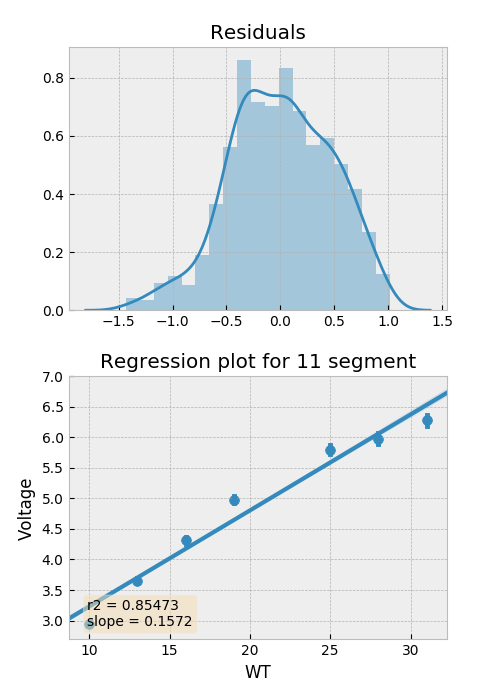 Residuals
0.8
0.6
0.4
0.2
0.0
−1.5 −1.0 −0.5 0.0 0.5 1.0 1.5
Regression plot for 11 segment
7.0
6.5
6.0
5.5
5.0
4.5
4.0
3.5
3.0
Voltage
r2 = 0.85473
slope = 0.1572
10 15 20 25 30
WT